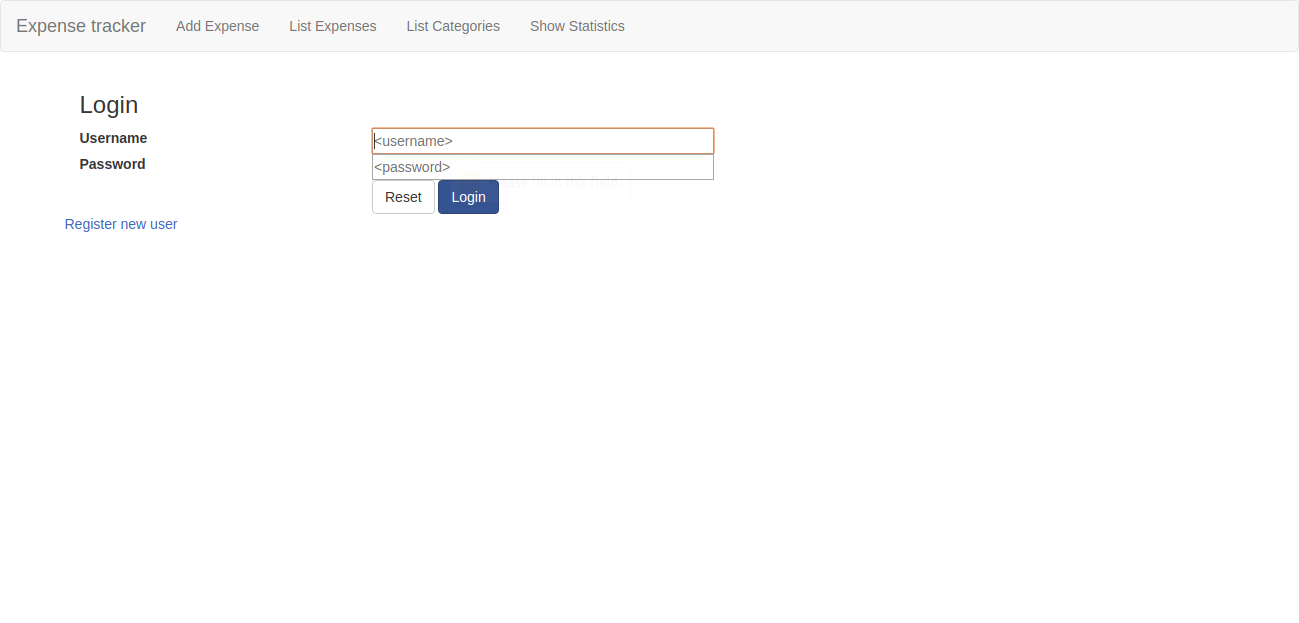 Expense tracker Add Expense List Expenses List Categories Show Statistics
Login
Username <username>
Password <password>
Reset Login
Register new user